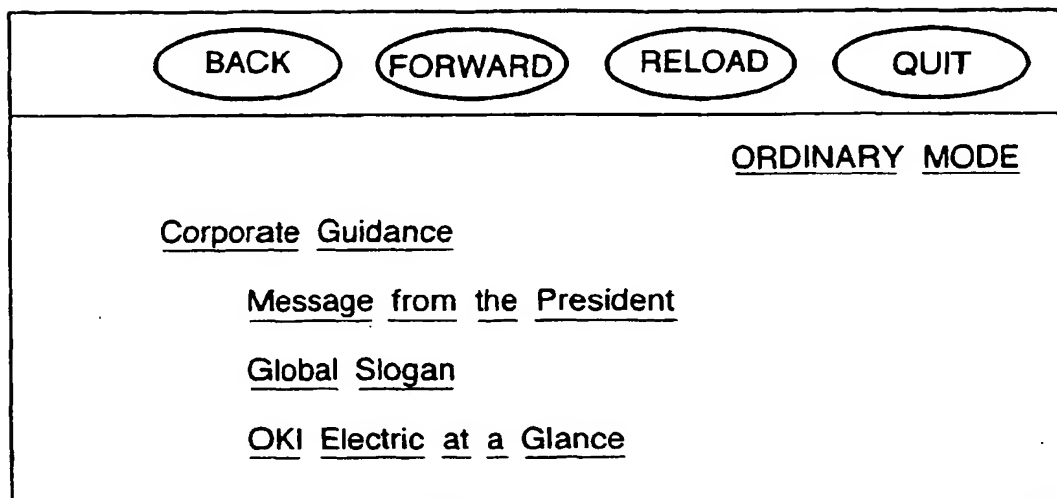 BACK FORWARD RELOAD QUIT
ORDINARY MODE
Corporate Guidance
Message from the President
Global Slogan
OKI Electric at a Glance